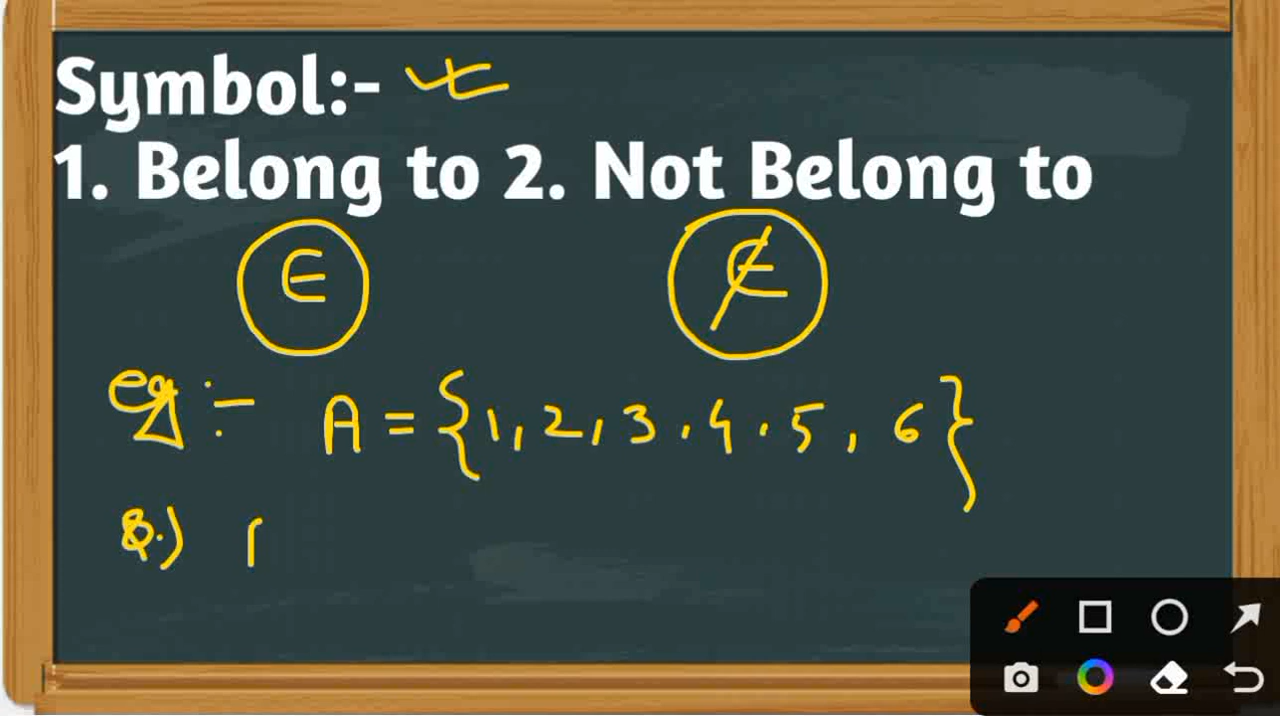 Symbol:-
1. Belong to 2. Not Belong to
∈ ∉
eg :- A = {1, 2, 3, 4, 5, 6}
Q.)